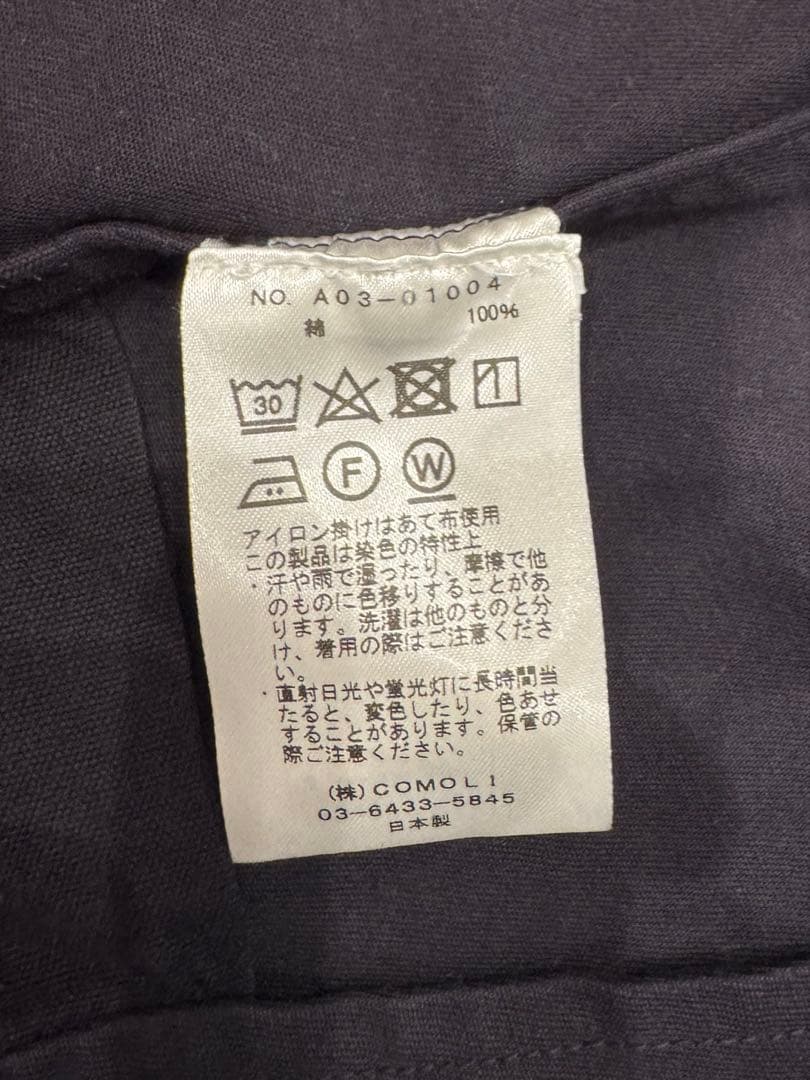 NO. A03-01004
綿 100%
30
1
F W
アイロン掛けはあて布使用
この製品は染色の特性上
・汗や雨で湿ったり、摩擦で他
のものに色移りすることがあ
ります。洗濯は他のものと分
け、着用の際はご注意くださ
い。
・直射日光や蛍光灯に長時間当
たると、変色したり、色あせ
することがあります。保管の
際ご注意ください。
(株)COMOLI
03-6433-5845
日本製